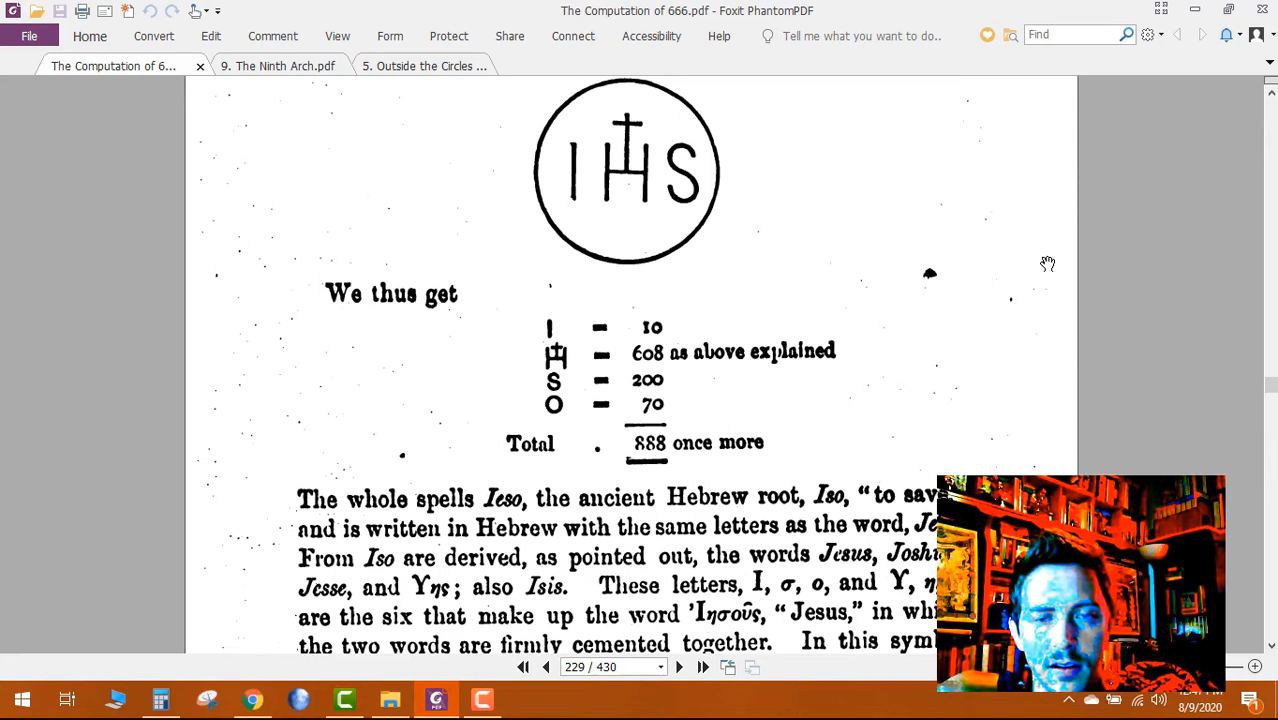 The Computation of 666.pdf - Foxit PhantomPDF
File Home Convert Edit Comment View Form Protect Share Connect Accessibility Help Tell me what you want to do.. Find
The Computation of 6... 9. The Ninth Arch.pdf 5. Outside the Circles ...
I H S
We thus get
I = 10
H = 608 as above explained
S = 200
O = 70
Total . 888 once more
The whole spells Ieso, the ancient Hebrew root, Iso, "to sav
and is written in Hebrew with the same letters as the word, Je
From Iso are derived, as pointed out, the words Jesus, Josh
Jesse, and Υης; also Isis. These letters, I, σ, o, and Y, η
are the six that make up the word 'Ιησοῦς, "Jesus," in whi
the two words are firmly cemented together. In this symb
229 / 430
8/9/2020